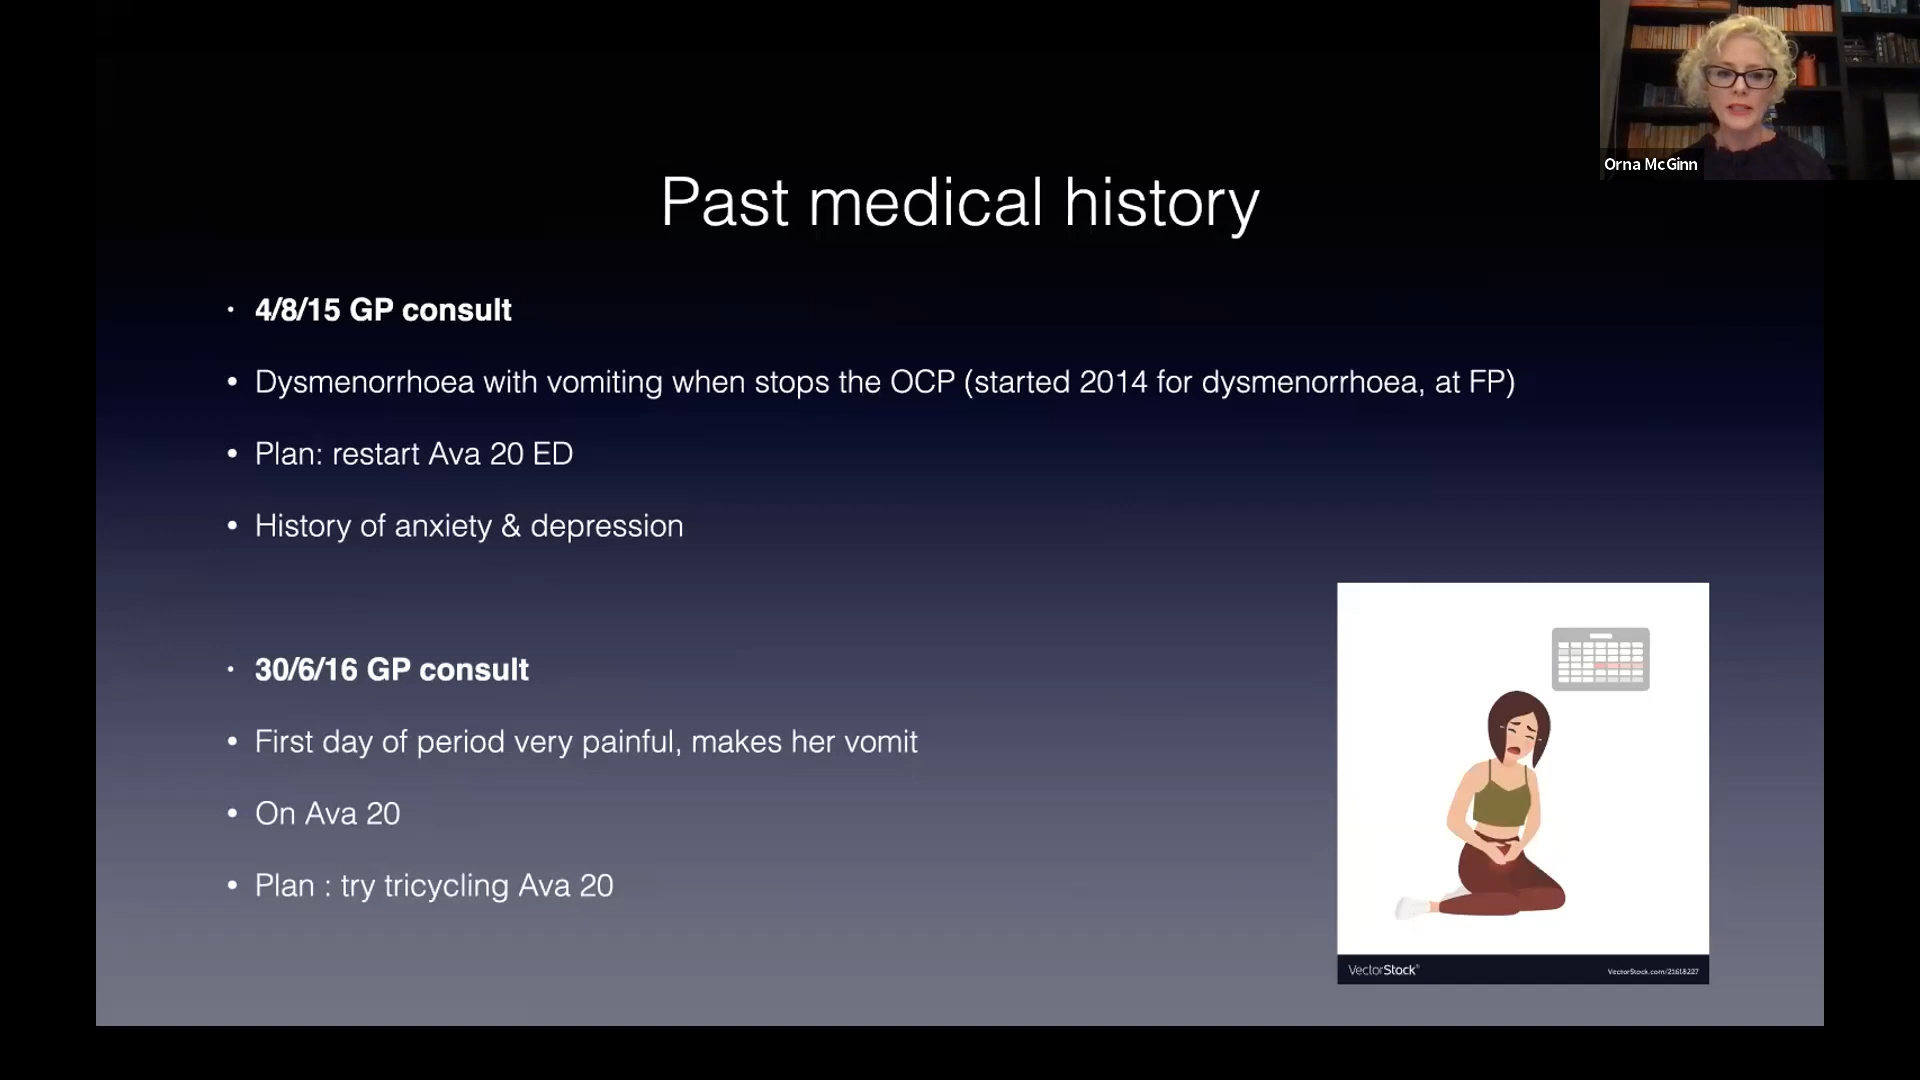 Orna McGinn
Past medical history
• 4/8/15 GP consult
• Dysmenorrhoea with vomiting when stops the OCP (started 2014 for dysmenorrhoea, at FP)
• Plan: restart Ava 20 ED
• History of anxiety & depression
• 30/6/16 GP consult
• First day of period very painful, makes her vomit
• On Ava 20
• Plan : try tricycling Ava 20
VectorStock®
VectorStock.com/21618227